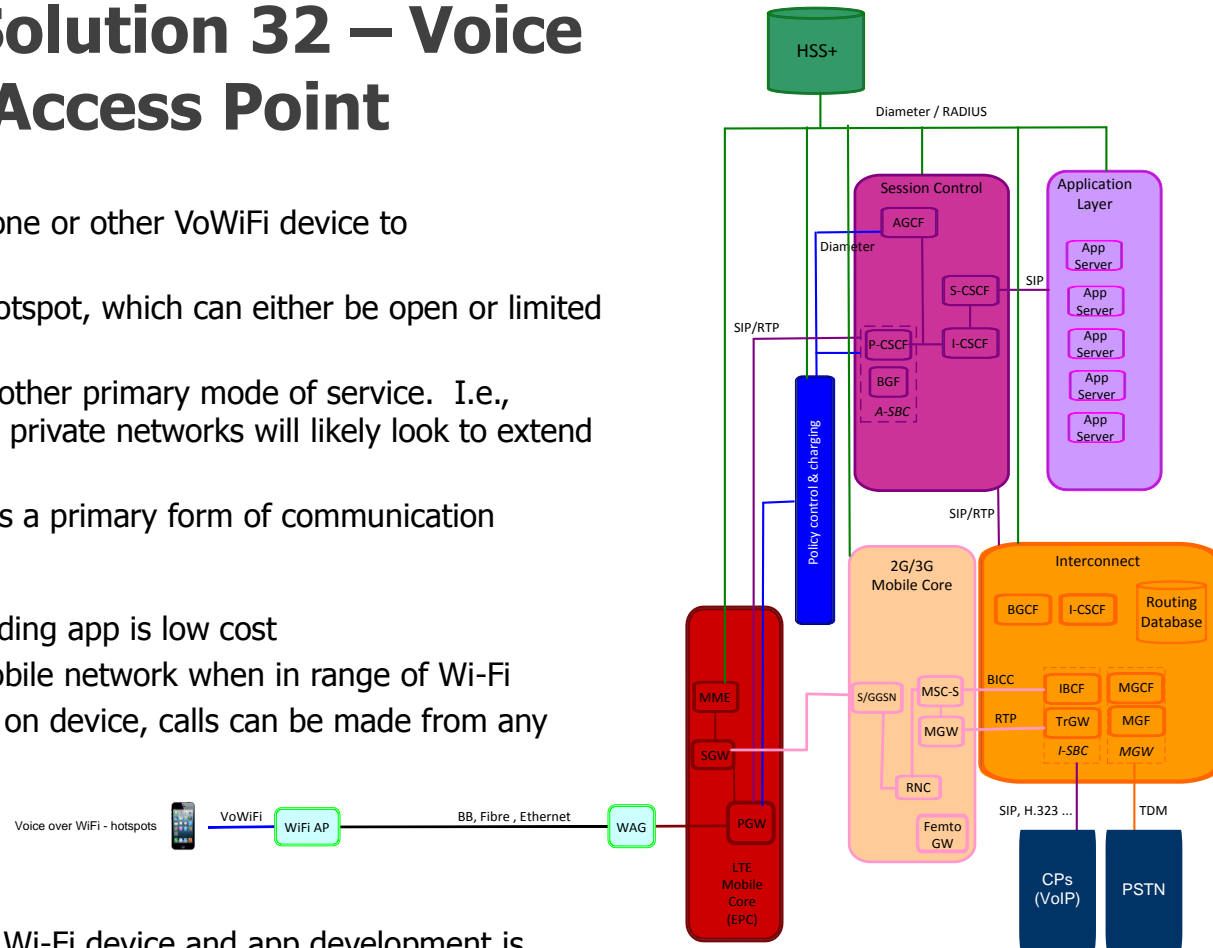 Solution 32 – Voice
Access Point
one or other VoWiFi device to
hotspot, which can either be open or limited
other primary mode of service. I.e.,
private networks will likely look to extend
s a primary form of communication
ding app is low cost
obile network when in range of Wi-Fi
on device, calls can be made from any
Wi-Fi device and app development is
Voice over WiFi - hotspots
VoWiFi
WiFi AP
BB, Fibre , Ethernet
WAG
HSS+
Diameter / RADIUS
Session Control
AGCF
Diameter
S-CSCF
SIP
SIP/RTP
P-CSCF
I-CSCF
BGF
A-SBC
Application
Layer
App
Server
App
Server
App
Server
App
Server
App
Server
Policy control & charging
SIP/RTP
MME
SGW
PGW
LTE
Mobile
Core
(EPC)
2G/3G
Mobile Core
S/GGSN
MSC-S
MGW
RNC
Femto
GW
BICC
RTP
Interconnect
BGCF
I-CSCF
Routing
Database
IBCF
MGCF
TrGW
MGF
I-SBC
MGW
SIP, H.323 ...
TDM
CPs
(VoIP)
PSTN